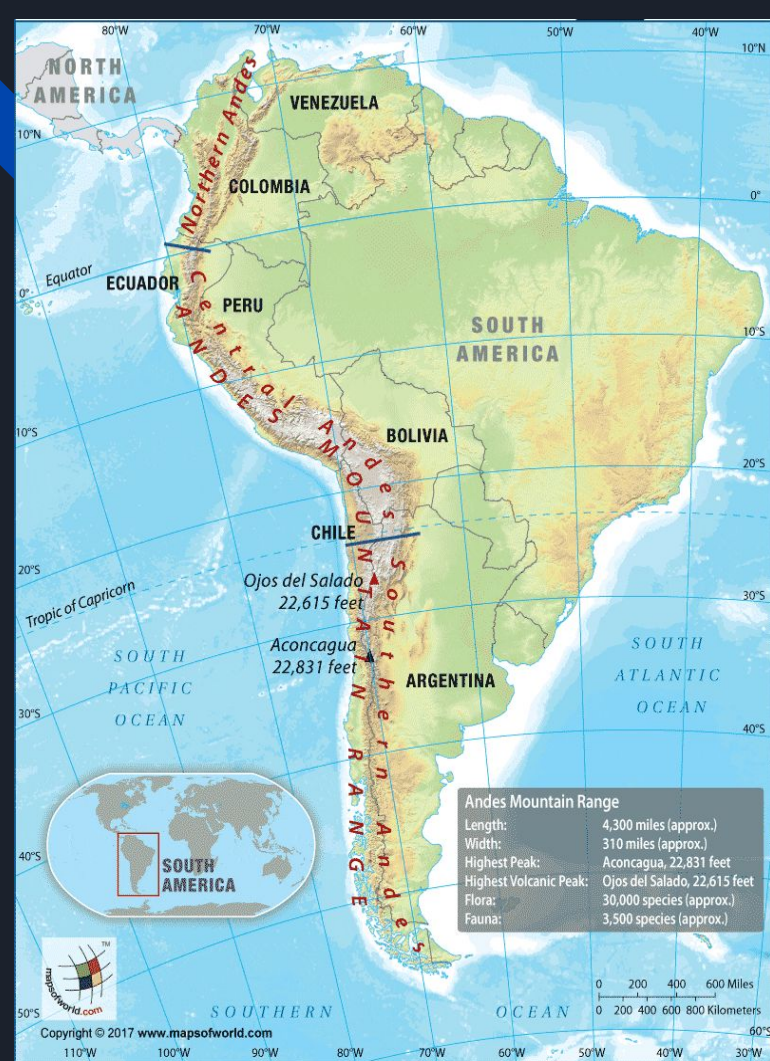 80°W 70°W 60°W 50°W 40°W
10°N
NORTH
AMERICA
10°N
Northern Andes
VENEZUELA
COLOMBIA
0°
Equator
0°
ECUADOR
PERU
Central Andes
ANDES MOUNTAIN RANGE
SOUTH
AMERICA
10°S
10°S
BOLIVIA
20°S
CHILE
20°S
Tropic of Capricorn
Ojos del Salado
22,615 feet
30°S
Southern Andes
Aconcagua
22,831 feet
SOUTH
PACIFIC
OCEAN
ARGENTINA
SOUTH
ATLANTIC
OCEAN
30°S
40°S
SOUTH
AMERICA
40°S
Andes Mountain Range
Length: 4,300 miles (approx.)
Width: 310 miles (approx.)
Highest Peak: Aconcagua, 22,831 feet
Highest Volcanic Peak: Ojos del Salado, 22,615 feet
Flora: 30,000 species (approx.)
Fauna: 3,500 species (approx.)
TM
mapsofworld.com
0 200 400 600 Miles
0 200 400 600 800 Kilometers
50°S
SOUTHERN OCEAN
Copyright © 2017 www.mapsofworld.com
60°S
110°W 100°W 90°W 80°W 70°W 60°W 50°W 40°W 30°W